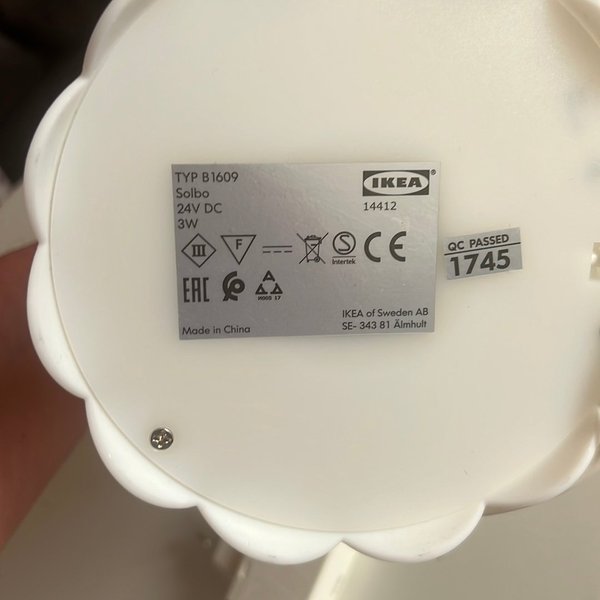 TYP B1609
Solbo
24V DC
3W
IKEA®
14412
III
F
S
Intertek
CE
EAC
Made in China
IKEA of Sweden AB
SE- 343 81 Älmhult
QC PASSED
1745